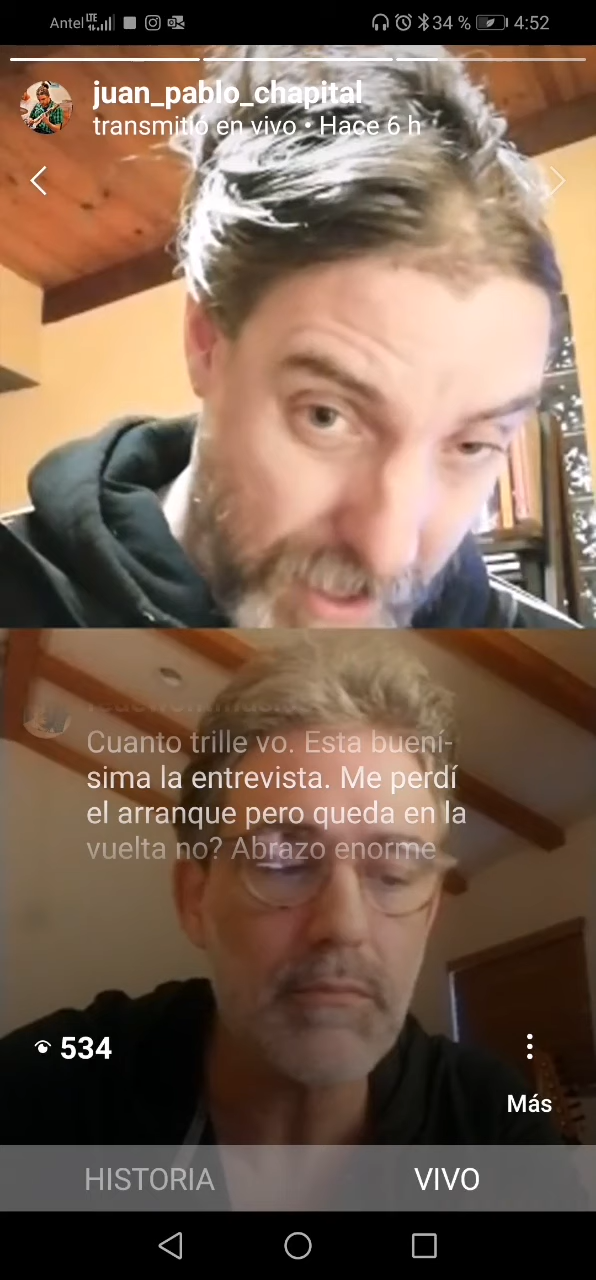 Antel LTE 34 % 4:52
juan_pablo_chapital
transmitió en vivo • Hace 6 h
Cuanto trille vo. Esta buení-
sima la entrevista. Me perdí
el arranque pero queda en la
vuelta no? Abrazo enorme
534
Más
HISTORIA VIVO